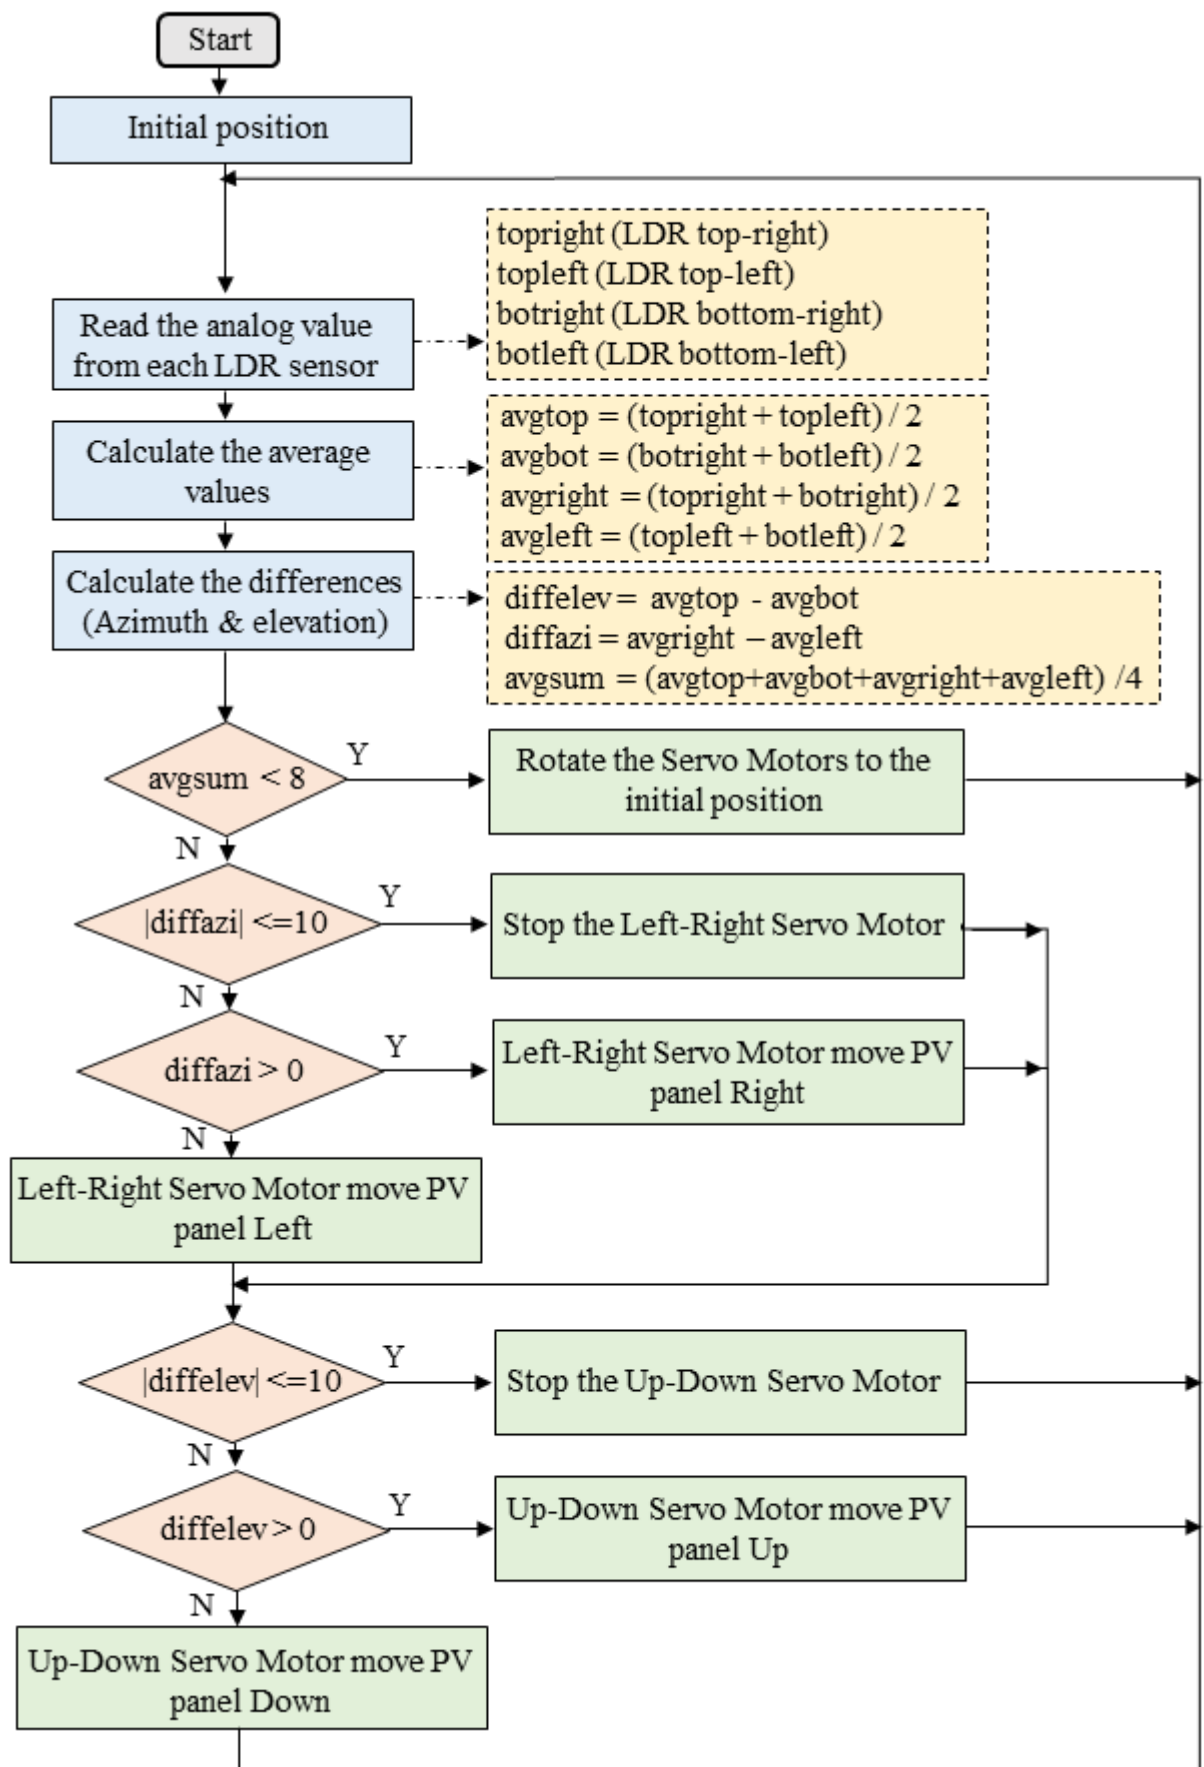 Start
Initial position
Read the analog value
from each LDR sensor
topright (LDR top-right)
topleft (LDR top-left)
botright (LDR bottom-right)
botleft (LDR bottom-left)
Calculate the average
values
avgtop = (topright + topleft) / 2
avgbot = (botright + botleft) / 2
avgright = (topright + botright) / 2
avgleft = (topleft + botleft) / 2
Calculate the differences
(Azimuth & elevation)
diffelev= avgtop - avgbot
diffazi = avgright – avgleft
avgsum = (avgtop+avgbot+avgright+avgleft) /4
avgsum < 8
Y
Rotate the Servo Motors to the
initial position
N
|diffazi| <=10
Y
Stop the Left-Right Servo Motor
N
diffazi > 0
Y
Left-Right Servo Motor move PV
panel Right
N
Left-Right Servo Motor move PV
panel Left
|diffelev| <=10
Y
Stop the Up-Down Servo Motor
N
diffelev > 0
Y
Up-Down Servo Motor move PV
panel Up
N
Up-Down Servo Motor move PV
panel Down